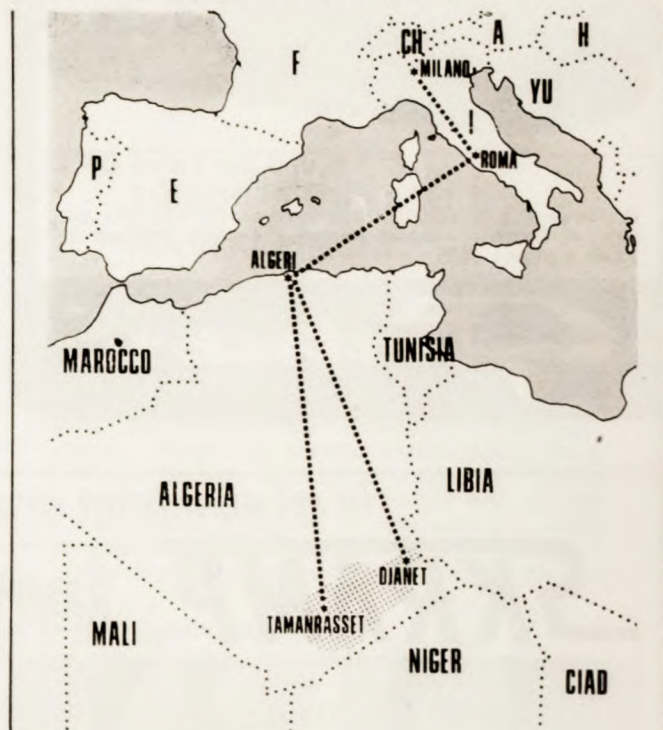 A
H
CH
F
MILANO
YU
I
ROMA
P
E
ALGERI
MAROCCO
TUNISIA
ALGERIA
LIBIA
DJANET
TAMANRASSET
MALI
NIGER
CIAD